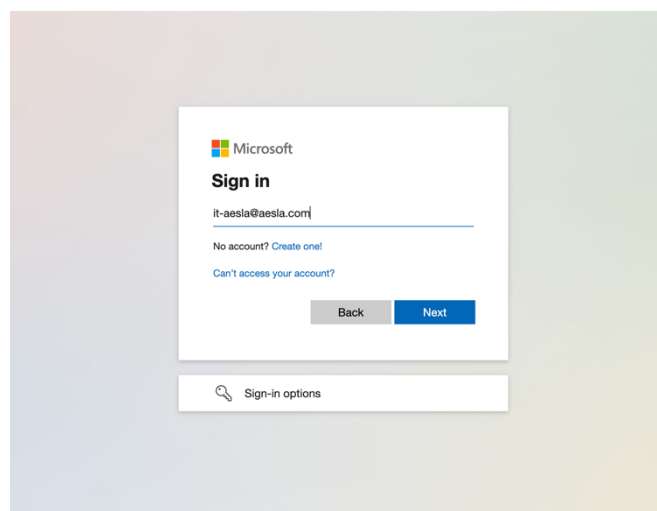 Microsoft
Sign in
it-aesla@aesla.com
No account? Create one!
Can't access your account?
Back Next
Sign-in options